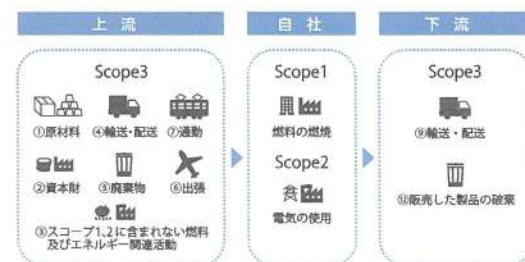 上流
Scope3
①原材料 ④輸送・配送 ⑦通勤
②資本財 ⑤廃棄物 ⑥出張
③スコープ1、2に含まれない燃料
及びエネルギー関連活動
自社
Scope1
燃料の燃焼
Scope2
電気の使用
下流
Scope3
⑨輸送・配送
⑫販売した製品の破棄